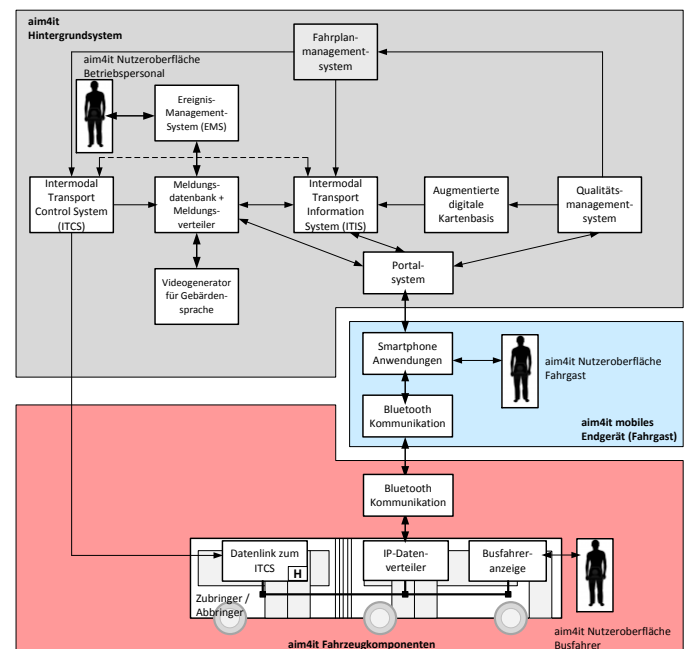 aim4it
Hintergrundsystem
aim4it Nutzeroberfläche
Betriebspersonal
Fahrplan-
management-
system
Ereignis-
Management-
System (EMS)
Intermodal
Transport
Control System
(ITCS)
Meldungs-
datenbank +
Meldungs-
verteiler
Intermodal
Transport
Information
System (ITIS)
Augmentierte
digitale
Kartenbasis
Qualitäts-
management-
system
Videogenerator
für Gebärden-
sprache
Portal-
system
Smartphone
Anwendungen
aim4it Nutzeroberfläche
Fahrgast
Bluetooth
Kommunikation
aim4it mobiles
Endgerät (Fahrgast)
Bluetooth
Kommunikation
Datenlink zum
ITCS
H
IP-Daten-
verteiler
Busfahrer-
anzeige
Zubringer /
Abbringer
aim4it Fahrzeugkomponenten
aim4it Nutzeroberfläche
Busfahrer